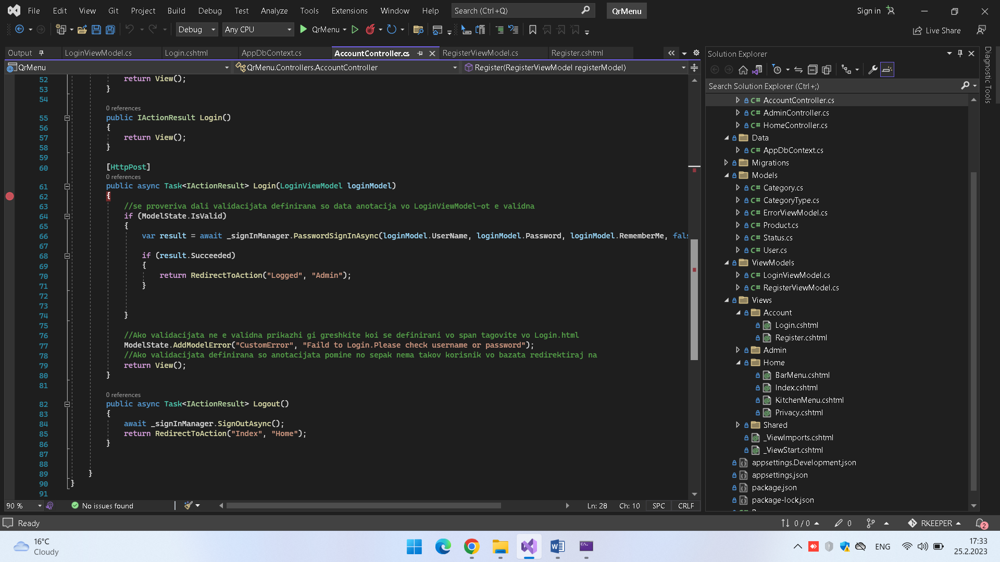 File Edit View Git Project Build Debug Test Analyze Tools Extensions Window Help Search (Ctrl+Q) QrMenu Sign in
Debug Any CPU QrMenu Live Share
Output LoginViewModel.cs Login.cshtml AppDbContext.cs AccountController.cs RegisterViewModel.cs Register.cshtml
QrMenu QrMenu.Controllers.AccountController Register(RegisterViewModel registerModel)
52 return View();
53 }
54
0 references
55 public IActionResult Login()
56 {
57 return View();
58 }
59
60 [HttpPost]
0 references
61 public async Task<IActionResult> Login(LoginViewModel loginModel)
62 {
63 //se proveriva dali validacijata definirana so data anotacija vo LoginViewModel-ot e validna
64 if (ModelState.IsValid)
65 {
66 var result = await _signInManager.PasswordSignInAsync(loginModel.UserName, loginModel.Password, loginModel.RememberMe, fals
67
68 if (result.Succeeded)
69 {
70 return RedirectToAction("Logged", "Admin");
71 }
72
73
74 }
75
76 //Ako validacijata ne e validna prikazhi gi greshkite koi se definirani vo span tagovite vo Login.html
77 ModelState.AddModelError("CustomError", "Faild to Login.Please check username or password");
78 //Ako validacijata definirana so anotacijata pomine no sepak nema takov korisnik vo bazata redirektiraj na
79 return View();
80 }
81
0 references
82 public async Task<IActionResult> Logout()
83 {
84 await _signInManager.SignOutAsync();
85 return RedirectToAction("Index", "Home");
86 }
87
88
89 }
90 }
91
90 % No issues found Ln: 28 Ch: 10 SPC CRLF
Solution Explorer
Search Solution Explorer (Ctrl+;)
C# AccountController.cs
C# AdminController.cs
C# HomeController.cs
Data
C# AppDbContext.cs
Migrations
Models
C# Category.cs
C# CategoryType.cs
C# ErrorViewModel.cs
C# Product.cs
C# Status.cs
C# User.cs
ViewModels
C# LoginViewModel.cs
C# RegisterViewModel.cs
Views
Account
Login.cshtml
Register.cshtml
Admin
Home
BarMenu.cshtml
Index.cshtml
KitchenMenu.cshtml
Privacy.cshtml
Shared
_ViewImports.cshtml
_ViewStart.cshtml
appsettings.Development.json
appsettings.json
package.json
package-lock.json
Diagnostic Tools
Ready 0 / 0 0 RKEEPER 2
16°C
Cloudy
ENG
17:33
25.2.2023